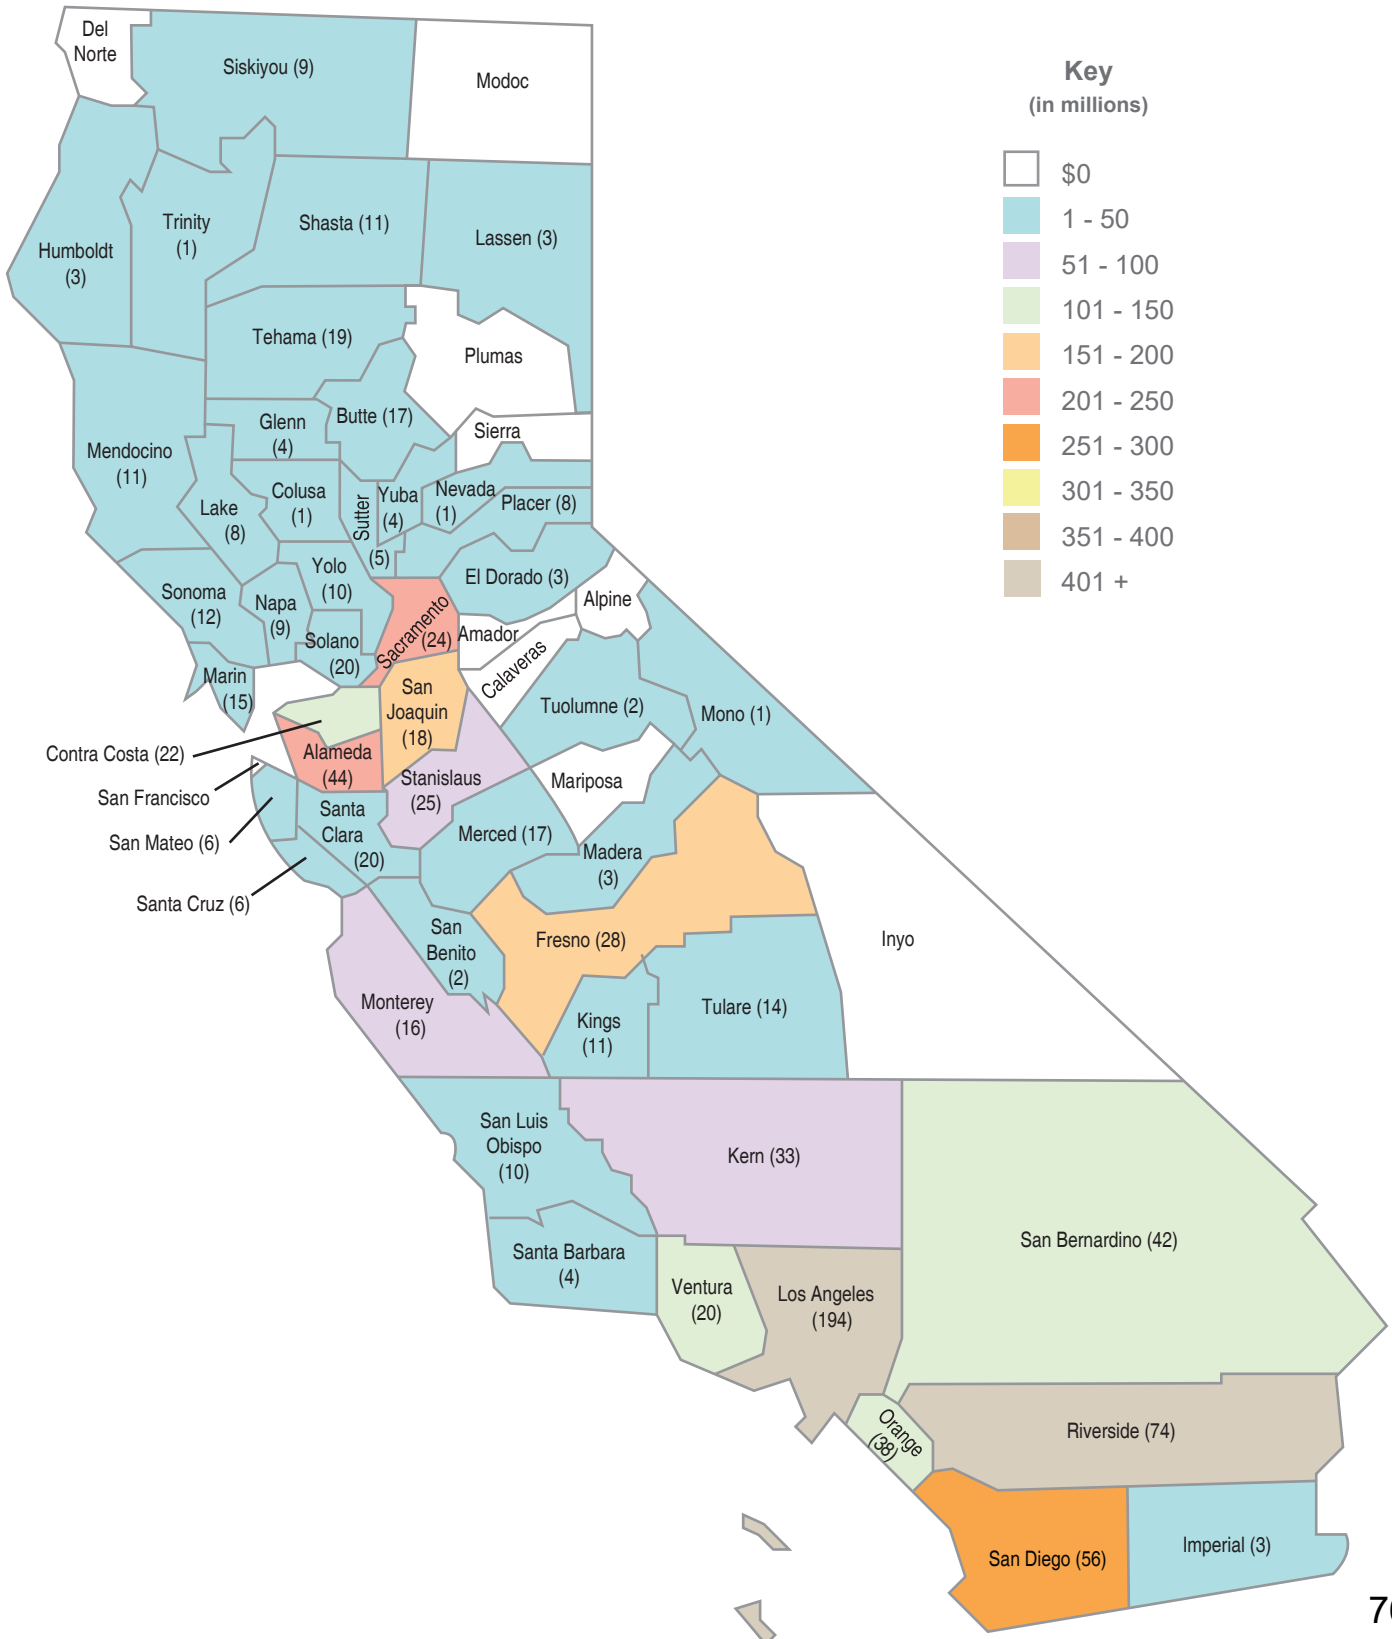 Key
(in millions)
$0
1 - 50
51 - 100
101 - 150
151 - 200
201 - 250
251 - 300
301 - 350
351 - 400
401 +
Del
Norte
Siskiyou (9)
Modoc
Humboldt
(3)
Trinity
(1)
Shasta (11)
Lassen (3)
Tehama (19)
Plumas
Mendocino
(11)
Glenn
(4)
Butte (17)
Sierra
Lake
(8)
Colusa
(1)
Sutter
(5)
Yuba
(4)
Nevada
(1)
Placer (8)
Sonoma
(12)
Napa
(9)
Yolo
(10)
El Dorado (3)
Alpine
Solano
(20)
Sacramento
(24)
Amador
Calaveras
Marin
(15)
San
Joaquin
(18)
Tuolumne (2)
Mono (1)
Contra Costa (22)
Alameda
(44)
Stanislaus
(25)
Mariposa
San Francisco
San Mateo (6)
Santa
Clara
(20)
Merced (17)
Madera
(3)
Santa Cruz (6)
San
Benito
(2)
Fresno (28)
Inyo
Monterey
(16)
Kings
(11)
Tulare (14)
San Luis
Obispo
(10)
Kern (33)
San Bernardino (42)
Santa Barbara
(4)
Ventura
(20)
Los Angeles
(194)
Orange
(38)
Riverside (74)
San Diego (56)
Imperial (3)